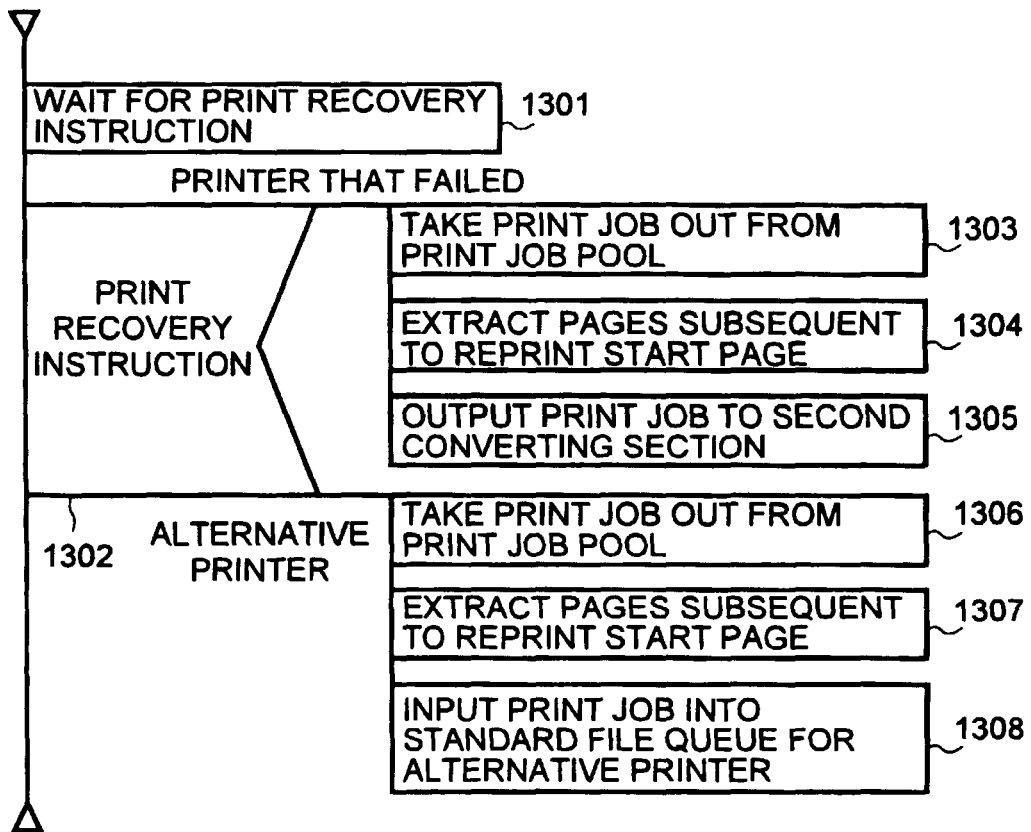 WAIT FOR PRINT RECOVERY
INSTRUCTION
1301
PRINTER THAT FAILED
PRINT
RECOVERY
INSTRUCTION
TAKE PRINT JOB OUT FROM
PRINT JOB POOL
1303
EXTRACT PAGES SUBSEQUENT
TO REPRINT START PAGE
1304
OUTPUT PRINT JOB TO SECOND
CONVERTING SECTION
1305
1302
ALTERNATIVE
PRINTER
TAKE PRINT JOB OUT FROM
PRINT JOB POOL
1306
EXTRACT PAGES SUBSEQUENT
TO REPRINT START PAGE
1307
INPUT PRINT JOB INTO
STANDARD FILE QUEUE FOR
ALTERNATIVE PRINTER
1308